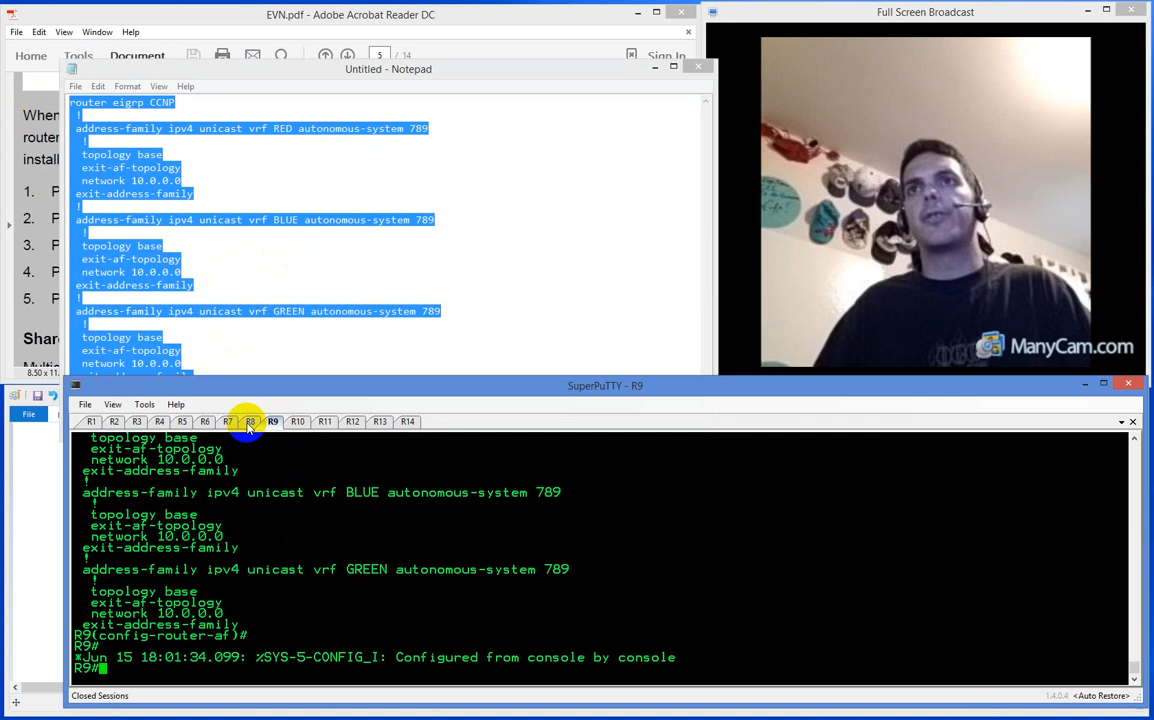 EVN.pdf - Adobe Acrobat Reader DC
File Edit View Window Help
Home Tools Document 5 / 14 Sign In
When
router
install
1. P
2. P
3. P
4. P
5. P
Share
8.50 x 11.
File
Untitled - Notepad
File Edit Format View Help
router eigrp CCNP
!
address-family ipv4 unicast vrf RED autonomous-system 789
!
topology base
exit-af-topology
network 10.0.0.0
exit-address-family
!
address-family ipv4 unicast vrf BLUE autonomous-system 789
!
topology base
exit-af-topology
network 10.0.0.0
exit-address-family
!
address-family ipv4 unicast vrf GREEN autonomous-system 789
!
topology base
exit-af-topology
network 10.0.0.0
Full Screen Broadcast
ManyCam.com
SuperPuTTY - R9
File View Tools Help
R1 R2 R3 R4 R5 R6 R7 R8 R9 R10 R11 R12 R13 R14
topology base
exit-af-topology
network 10.0.0.0
exit-address-family
!
address-family ipv4 unicast vrf BLUE autonomous-system 789
!
topology base
exit-af-topology
network 10.0.0.0
exit-address-family
!
address-family ipv4 unicast vrf GREEN autonomous-system 789
!
topology base
exit-af-topology
network 10.0.0.0
exit-address-family
R9(config-router-af)#
R9#
*Jun 15 18:01:34.099: %SYS-5-CONFIG_I: Configured from console by console
R9#
Closed Sessions 1.4.0.4 <Auto Restore>